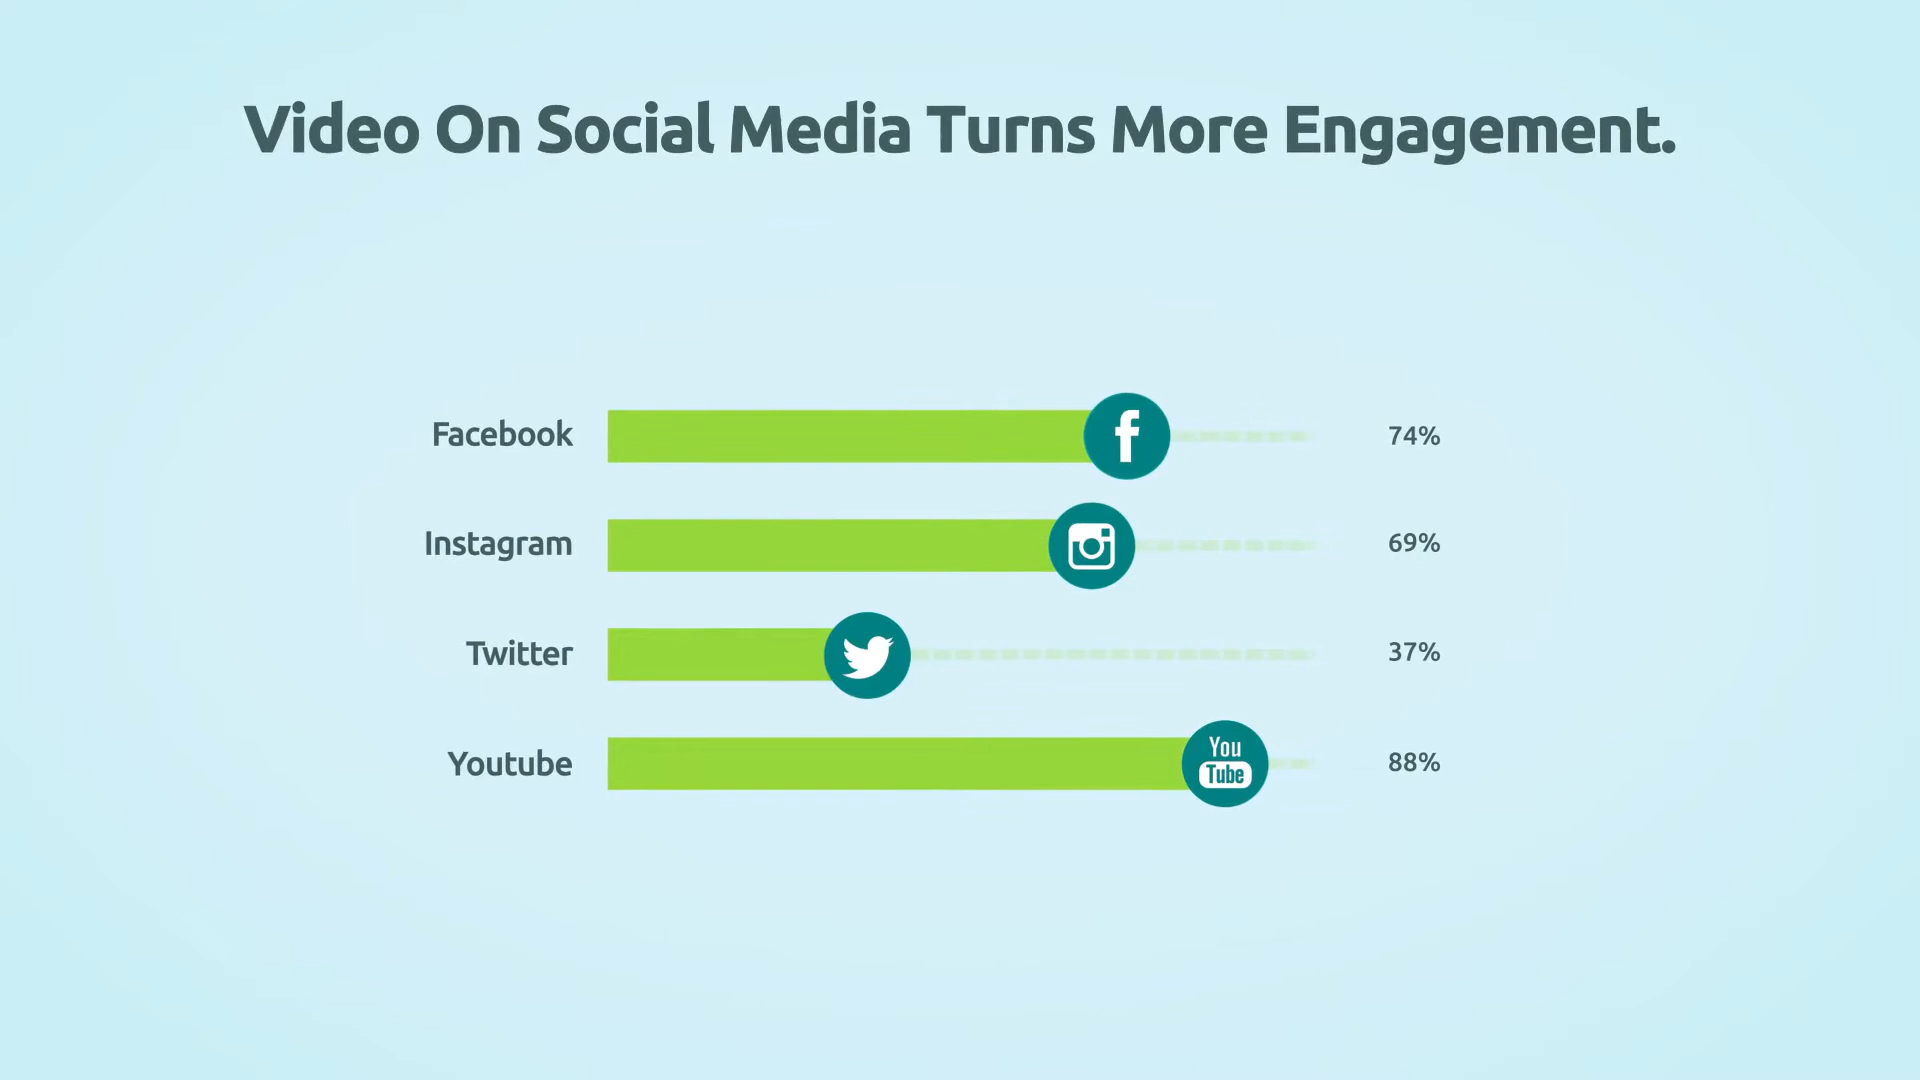 Video On Social Media Turns More Engagement.
Facebook 74%
Instagram 69%
Twitter 37%
You
Tube
Youtube 88%